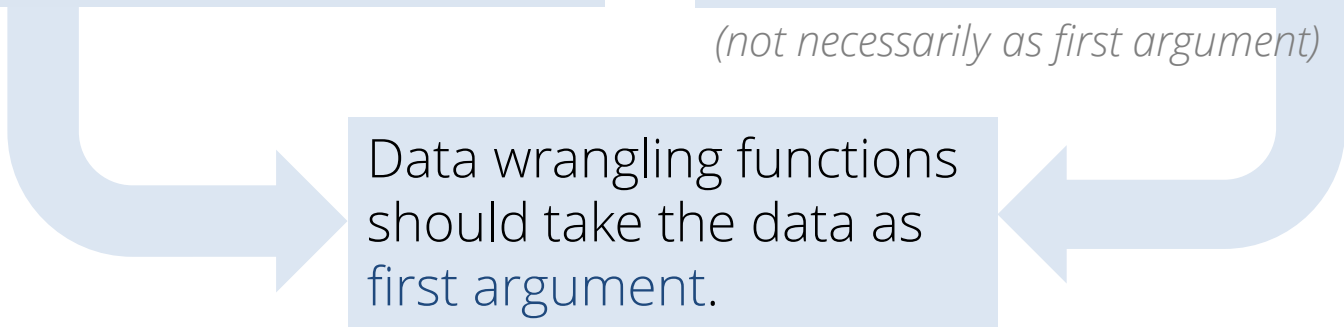 (not necessarily as first argument)
Data wrangling functions
should take the data as
first argument.